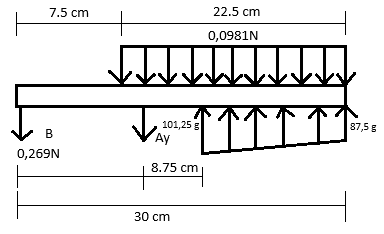 7.5 cm
22.5 cm
0,0981N
B
Ay
101,25 g
87,5 g
0,269N
8.75 cm
30 cm